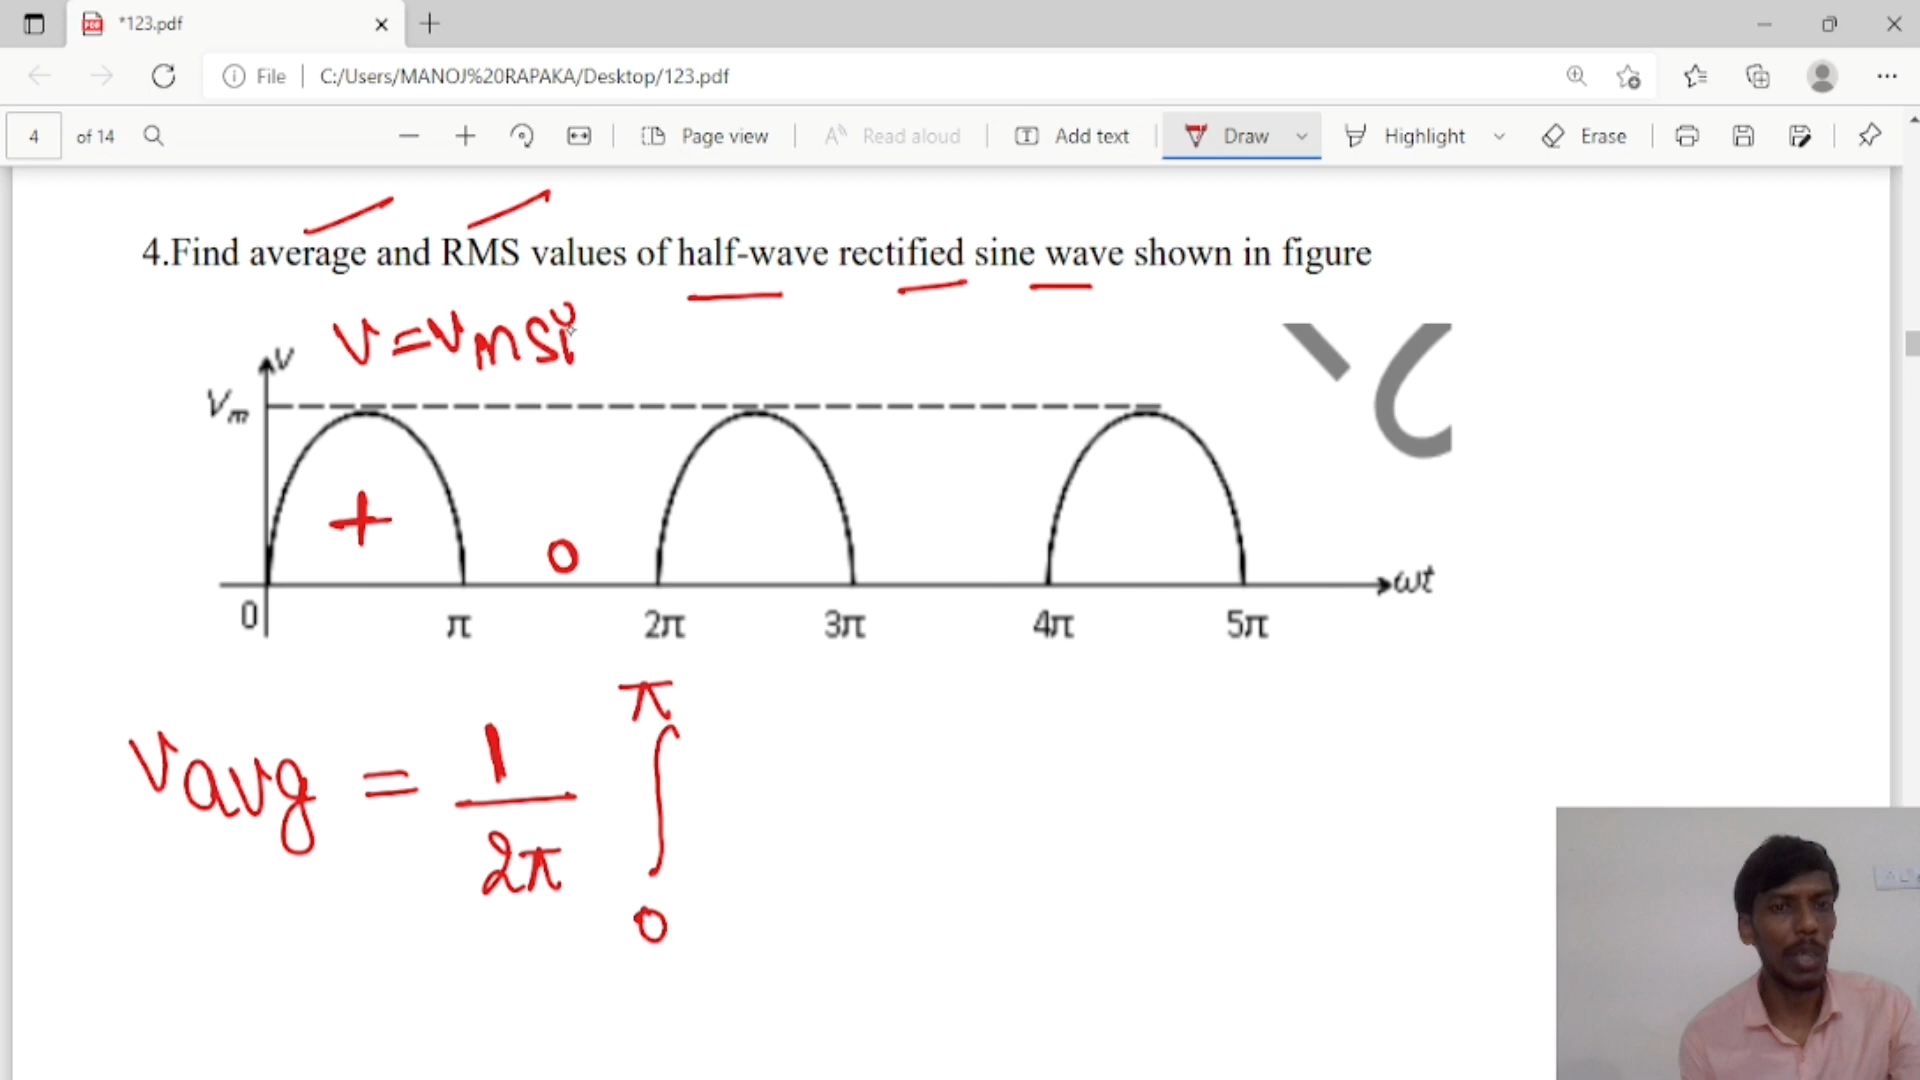 *123.pdf
File C:/Users/MANOJ%20RAPAKA/Desktop/123.pdf
4 of 14 Page view Read aloud Add text Draw Highlight Erase
4.Find average and RMS values of half-wave rectified sine wave shown in figure
V=Vmsi
V
Vm
+
0
ωt
0 π 2π 3π 4π 5π
π
Vavg = 1/2π ∫
0